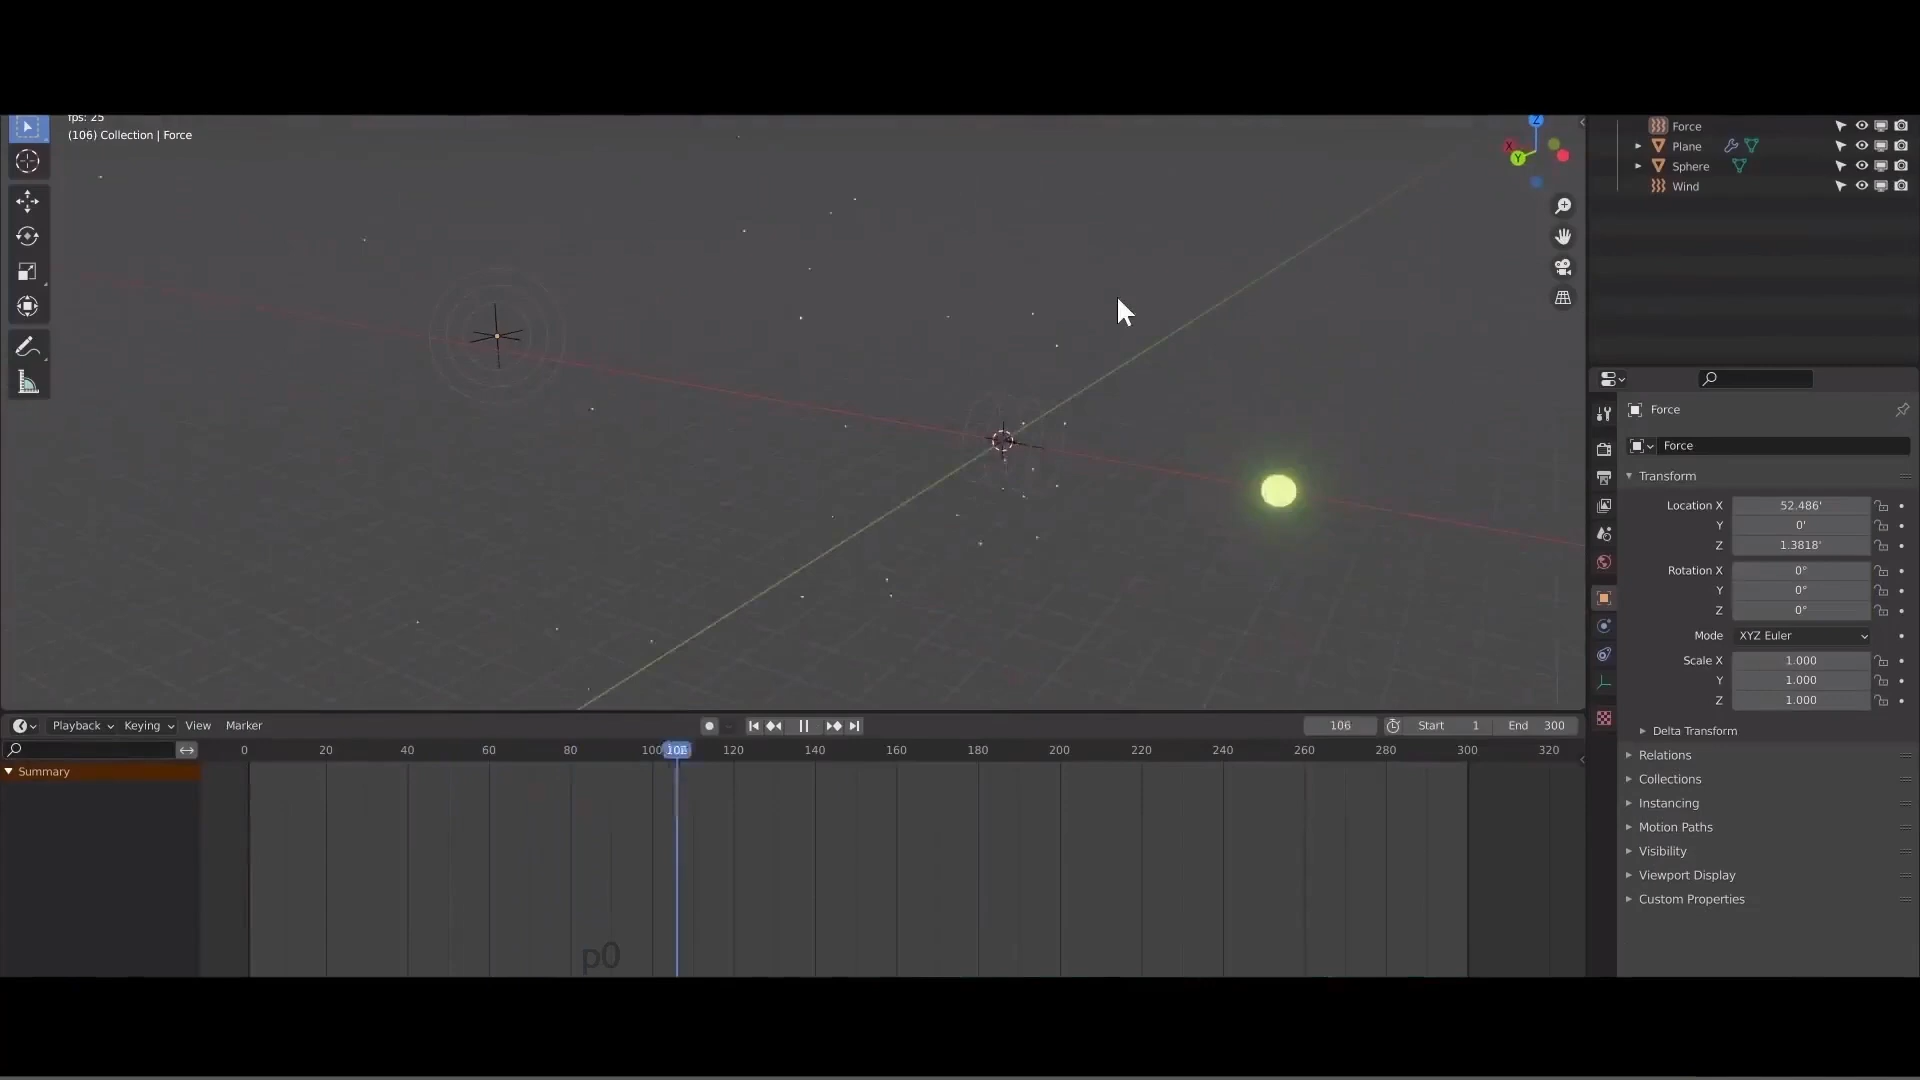 fps: 25
(106) Collection | Force
Z
X
Y
Force
Plane
Sphere
Wind
Force
Force
Transform
Location X 52.486'
Y 0'
Z 1.3818'
Rotation X 0°
Y 0°
Z 0°
Mode XYZ Euler
Scale X 1.000
Y 1.000
Z 1.000
Delta Transform
Relations
Collections
Instancing
Motion Paths
Visibility
Viewport Display
Custom Properties
Playback Keying View Marker 106 Start 1 End 300
0 20 40 60 80 100 106 120 140 160 180 200 220 240 260 280 300 320
Summary
p0